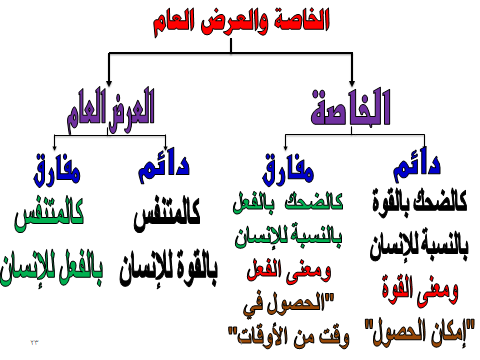 الخاصة والعرض العام
الخاصة
العرض العام
دائم
كالضحك بالقوة
بالنسبة للإنسان
ومعنى القوة
"إمكان الحصول"
مفارق
كالضحك بالفعل
بالنسبة للإنسان
ومعنى الفعل
"الحصول في
وقت من الأوقات"
دائم
كالمتنفس
بالقوة للإنسان
مفارق
كالمتنفس
بالفعل للإنسان
٢٣